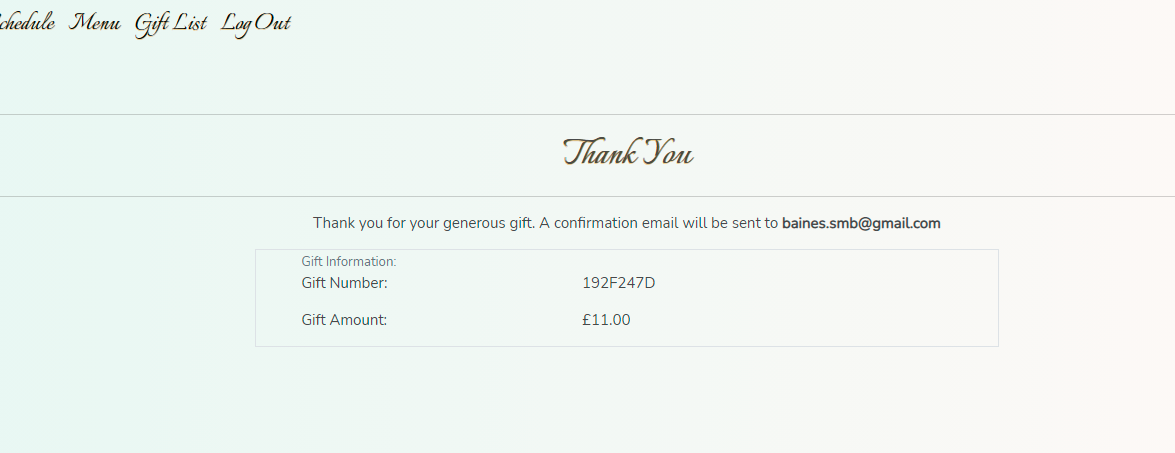 chedule Menu Gift List Log Out
Thank You
Thank you for your generous gift. A confirmation email will be sent to baines.smb@gmail.com
Gift Information:
Gift Number: 192F247D
Gift Amount: £11.00